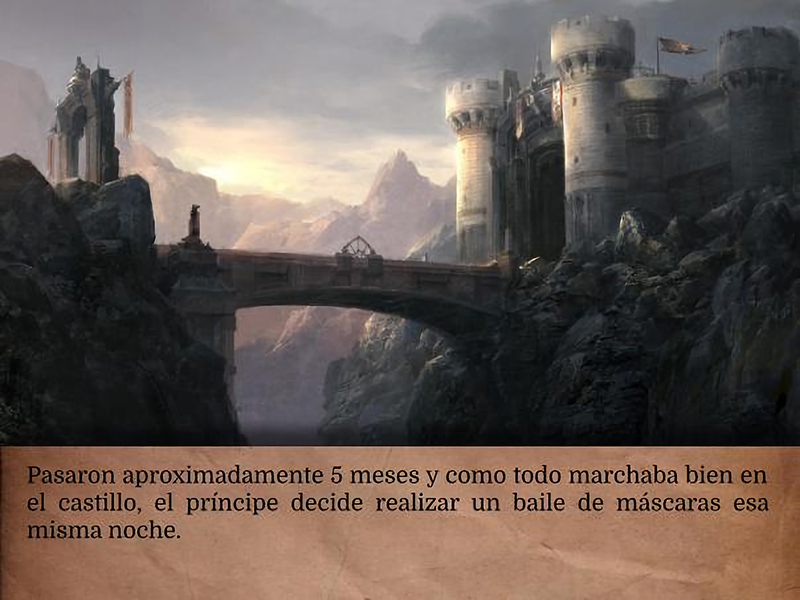 Pasaron aproximadamente 5 meses y como todo marchaba bien en
el castillo, el príncipe decide realizar un baile de máscaras esa
misma noche.